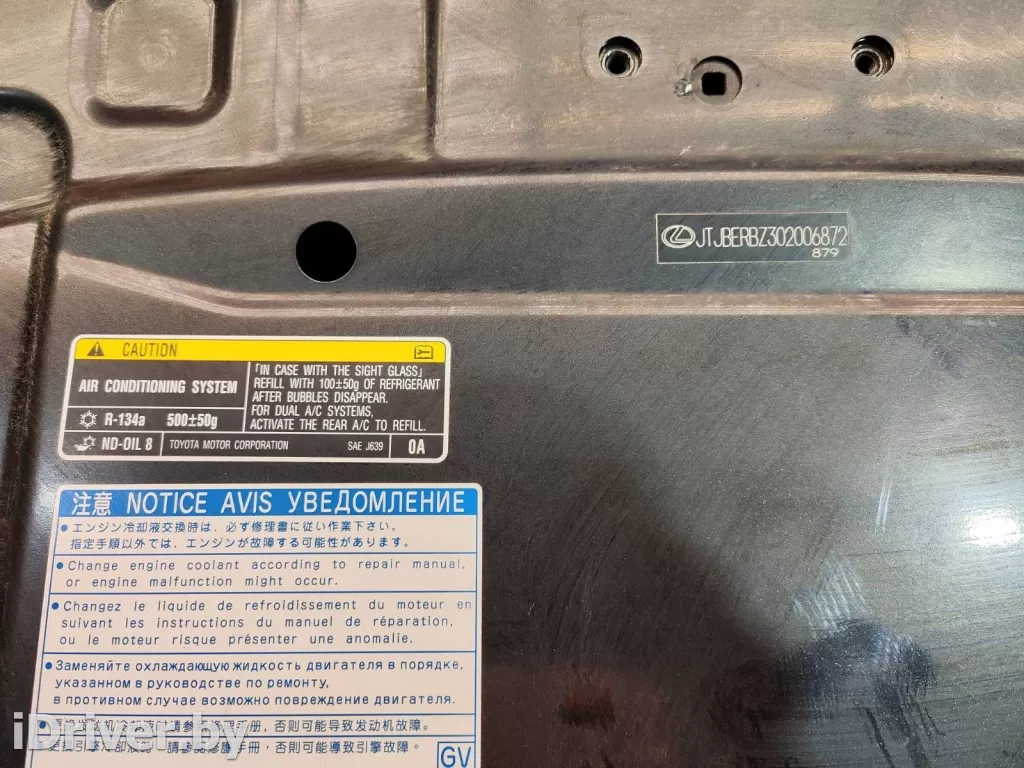 JTJBERBZ302006872
879
CAUTION
AIR CONDITIONING SYSTEM
R-134a 500±50g
「IN CASE WITH THE SIGHT GLASS」
REFILL WITH 100±50g OF REFRIGERANT
AFTER BUBBLES DISAPPEAR.
FOR DUAL A/C SYSTEMS,
ACTIVATE THE REAR A/C TO REFILL.
ND-OIL 8 TOYOTA MOTOR CORPORATION SAE J639 0A
注意 NOTICE AVIS УВЕДОМЛЕНИЕ
● エンジン冷却液交換時は、必ず修理書に従い作業下さい。
指定手順以外では、エンジンが故障する可能性があります。
● Change engine coolant according to repair manual,
or engine malfunction might occur.
● Changez le liquide de refroidissement du moteur en
suivant les instructions du manuel de réparation,
ou le moteur risque présenter une anomalie.
● Заменяйте охлаждающую жидкость двигателя в порядке,
указанном в руководстве по ремонту,
в противном случае возможно повреждение двигателя.
手册，否则可能导致发动机故障。
手冊，否則可能導致引擎故障。
GV
iDriver.by